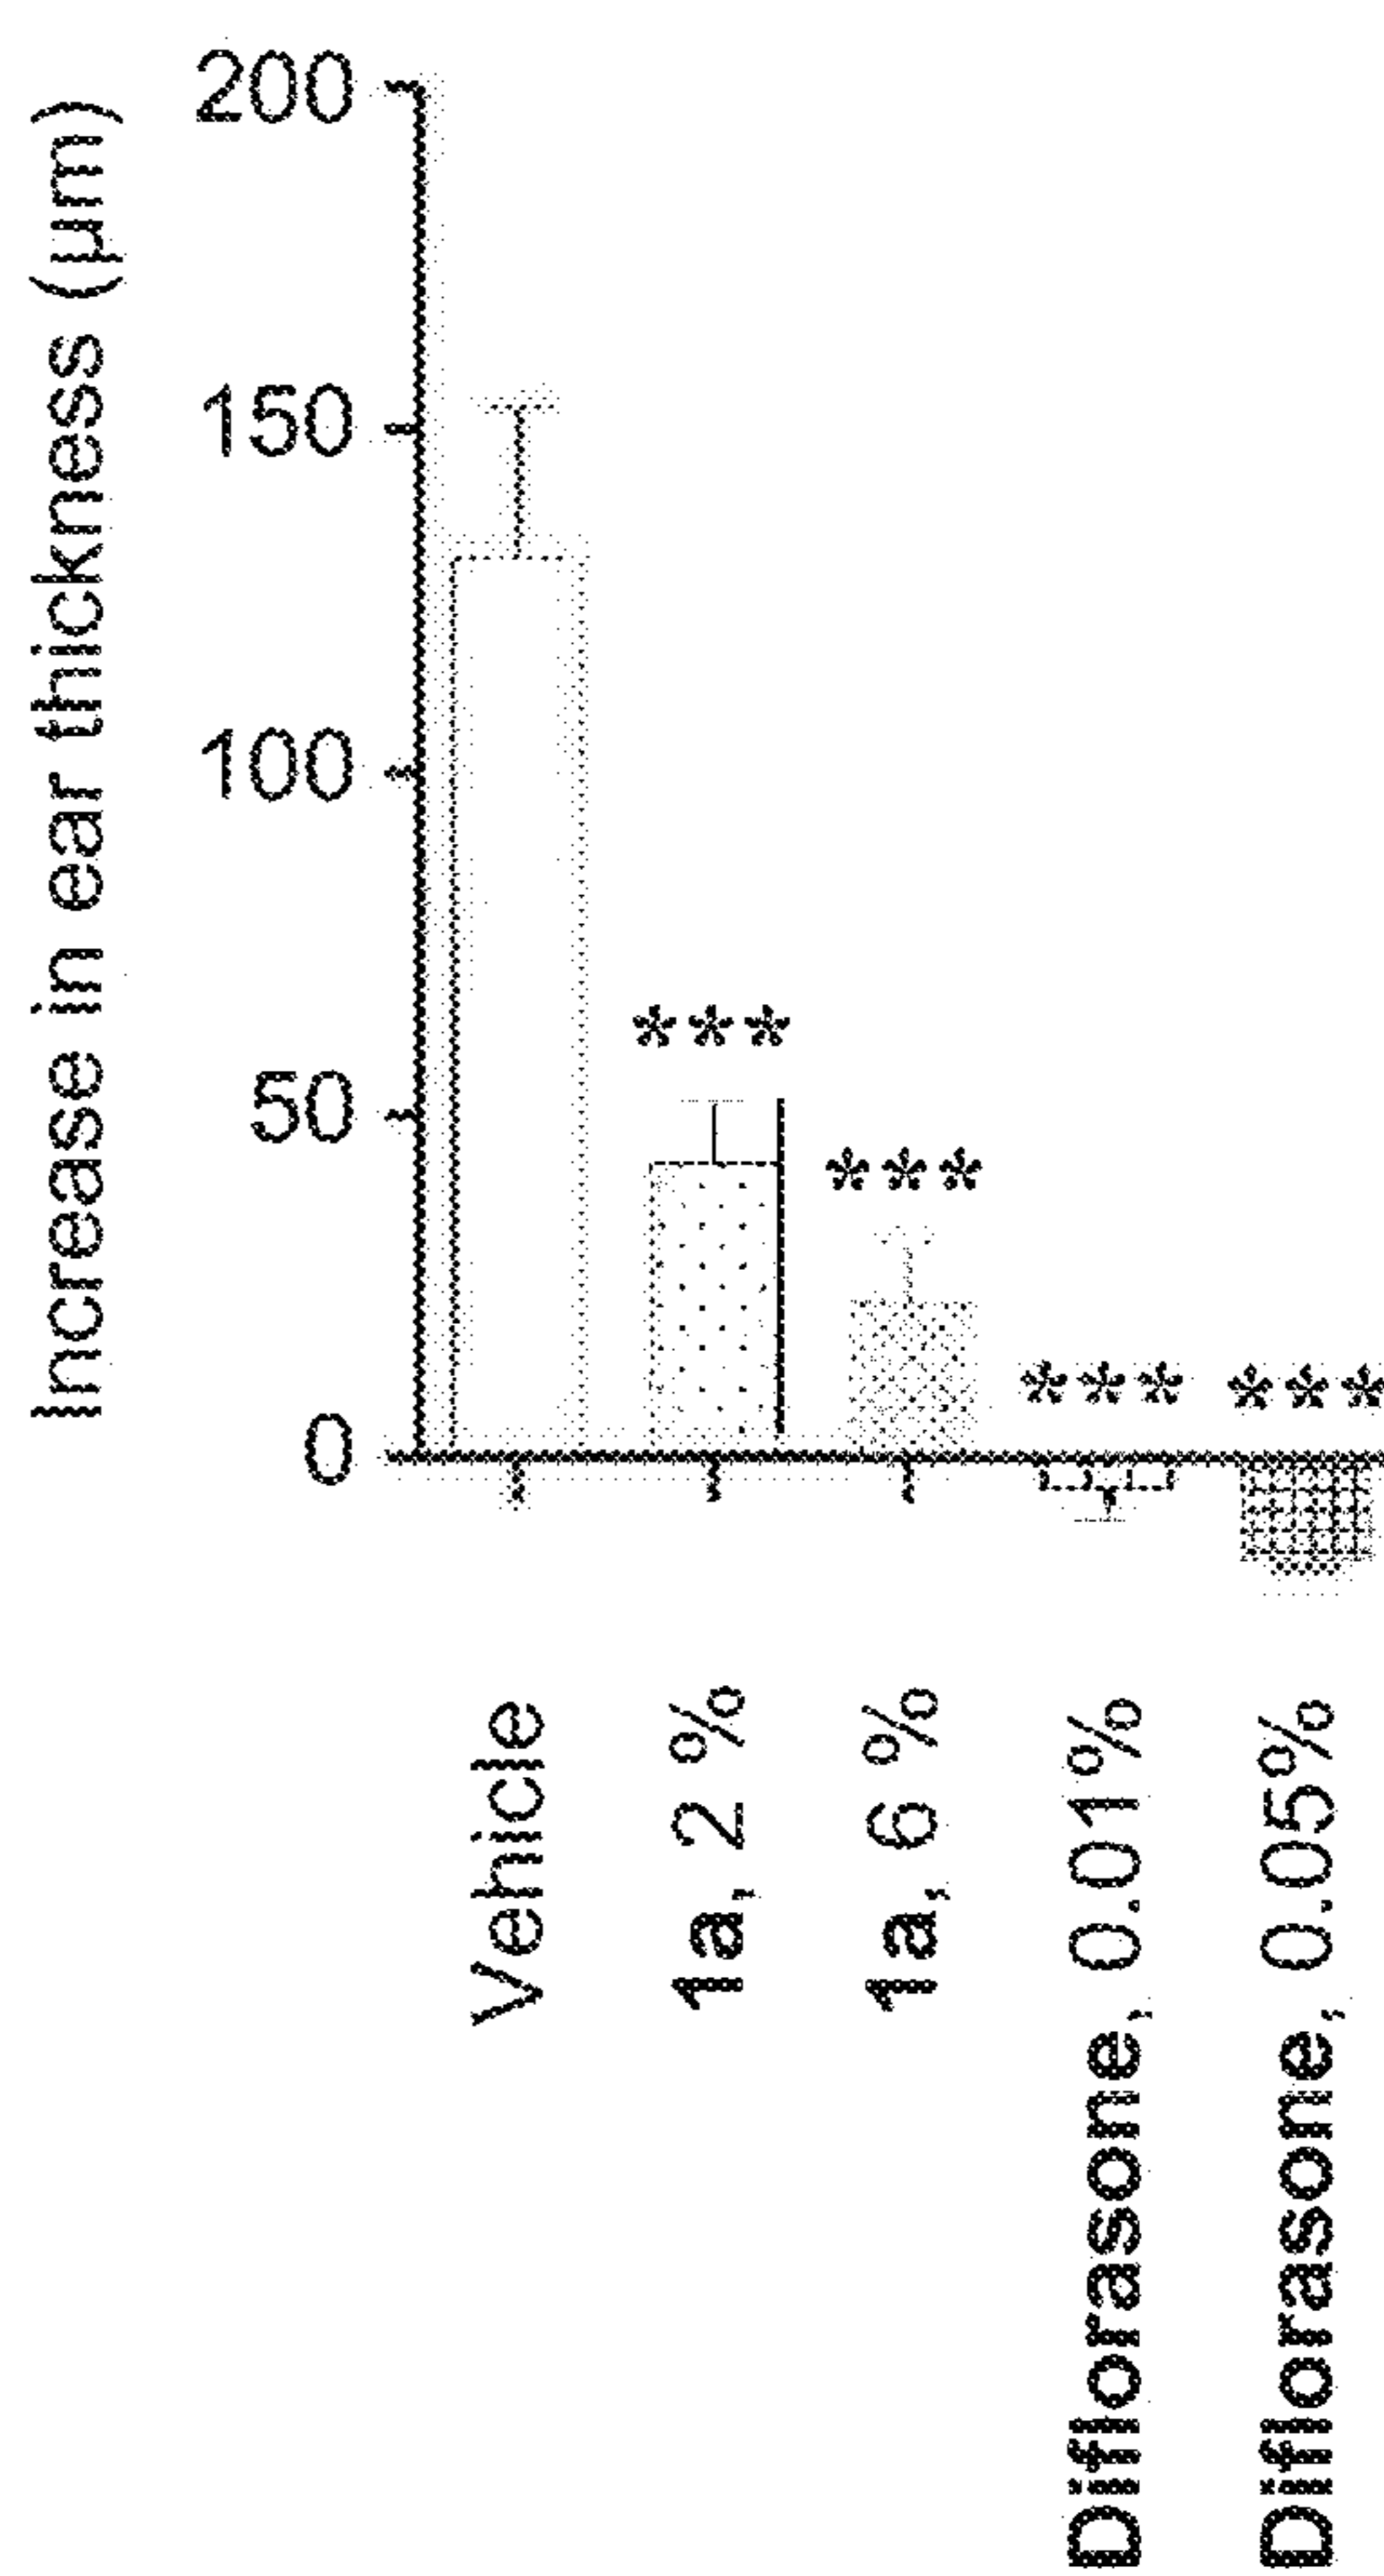 Increase in ear thickness (µm)
200
150
100
50
0
***
***
***
***
Vehicle
1a, 2 %
1a, 6 %
Diflorasone, 0.01%
Diflorasone, 0.05%